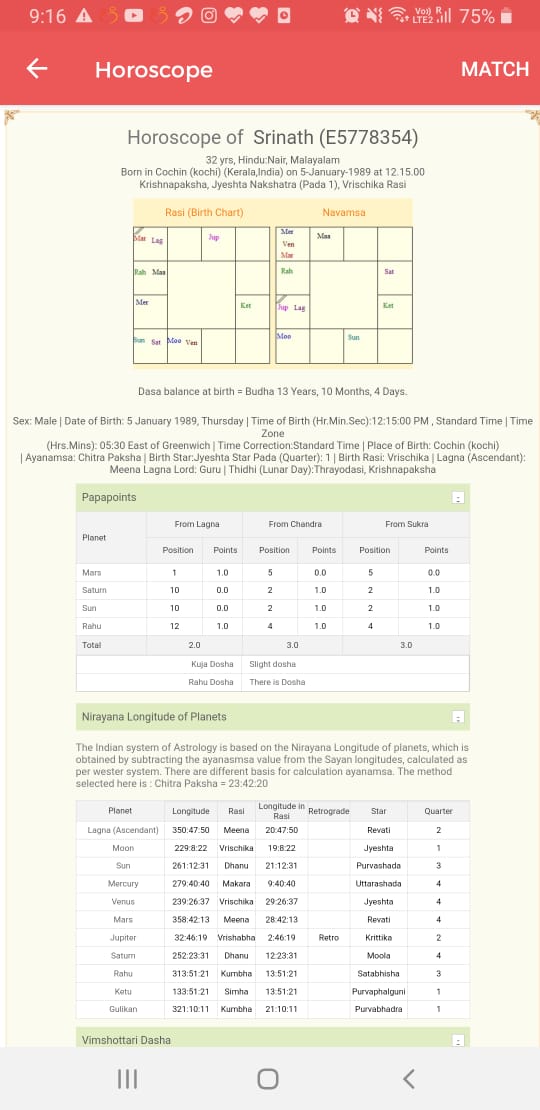 9:16 Vo)) R LTE2 75%
Horoscope MATCH
Horoscope of Srinath (E5778354)
32 yrs, Hindu:Nair, Malayalam
Born in Cochin (kochi) (Kerala,India) on 5-January-1989 at 12.15.00
Krishnapaksha, Jyeshta Nakshatra (Pada 1), Vrischika Rasi
Rasi (Birth Chart) Navamsa
Mar Lag Jup Mer Ven Mar Maa
Rah Maa Rah Sat
Mer Ket Jup Lag Ket
Sun Sat Moo Ven Moo Sun
Dasa balance at birth = Budha 13 Years, 10 Months, 4 Days.
Sex: Male | Date of Birth: 5 January 1989, Thursday | Time of Birth (Hr.Min.Sec):12:15:00 PM , Standard Time | Time
Zone
(Hrs.Mins): 05:30 East of Greenwich | Time Correction:Standard Time | Place of Birth: Cochin (kochi)
| Ayanamsa: Chitra Paksha | Birth Star:Jyeshta Star Pada (Quarter): 1 | Birth Rasi: Vrischika | Lagna (Ascendant):
Meena Lagna Lord: Guru | Thidhi (Lunar Day):Thrayodasi, Krishnapaksha
Papapoints
Planet From Lagna From Chandra From Sukra
Position Points Position Points Position Points
Mars 1 1.0 5 0.0 5 0.0
Saturn 10 0.0 2 1.0 2 1.0
Sun 10 0.0 2 1.0 2 1.0
Rahu 12 1.0 4 1.0 4 1.0
Total 2.0 3.0 3.0
Kuja Dosha Slight dosha
Rahu Dosha There is Dosha
Nirayana Longitude of Planets
The Indian system of Astrology is based on the Nirayana Longitude of planets, which is
obtained by subtracting the ayanasmsa value from the Sayan longitudes, calculated as
per wester system. There are different basis for calculation ayanamsa. The method
selected here is : Chitra Paksha = 23:42:20
Planet Longitude Rasi Longitude in Rasi Retrograde Star Quarter
Lagna (Ascendant) 350:47:50 Meena 20:47:50 Revati 2
Moon 229:8:22 Vrischika 19:8:22 Jyeshta 1
Sun 261:12:31 Dhanu 21:12:31 Purvashada 3
Mercury 279:40:40 Makara 9:40:40 Uttarashada 4
Venus 239:26:37 Vrischika 29:26:37 Jyeshta 4
Mars 358:42:13 Meena 28:42:13 Revati 4
Jupiter 32:46:19 Vrishabha 2:46:19 Retro Krittika 2
Saturn 252:23:31 Dhanu 12:23:31 Moola 4
Rahu 313:51:21 Kumbha 13:51:21 Satabhisha 3
Ketu 133:51:21 Simha 13:51:21 Purvaphalguni 1
Gulikan 321:10:11 Kumbha 21:10:11 Purvabhadra 1
Vimshottari Dasha